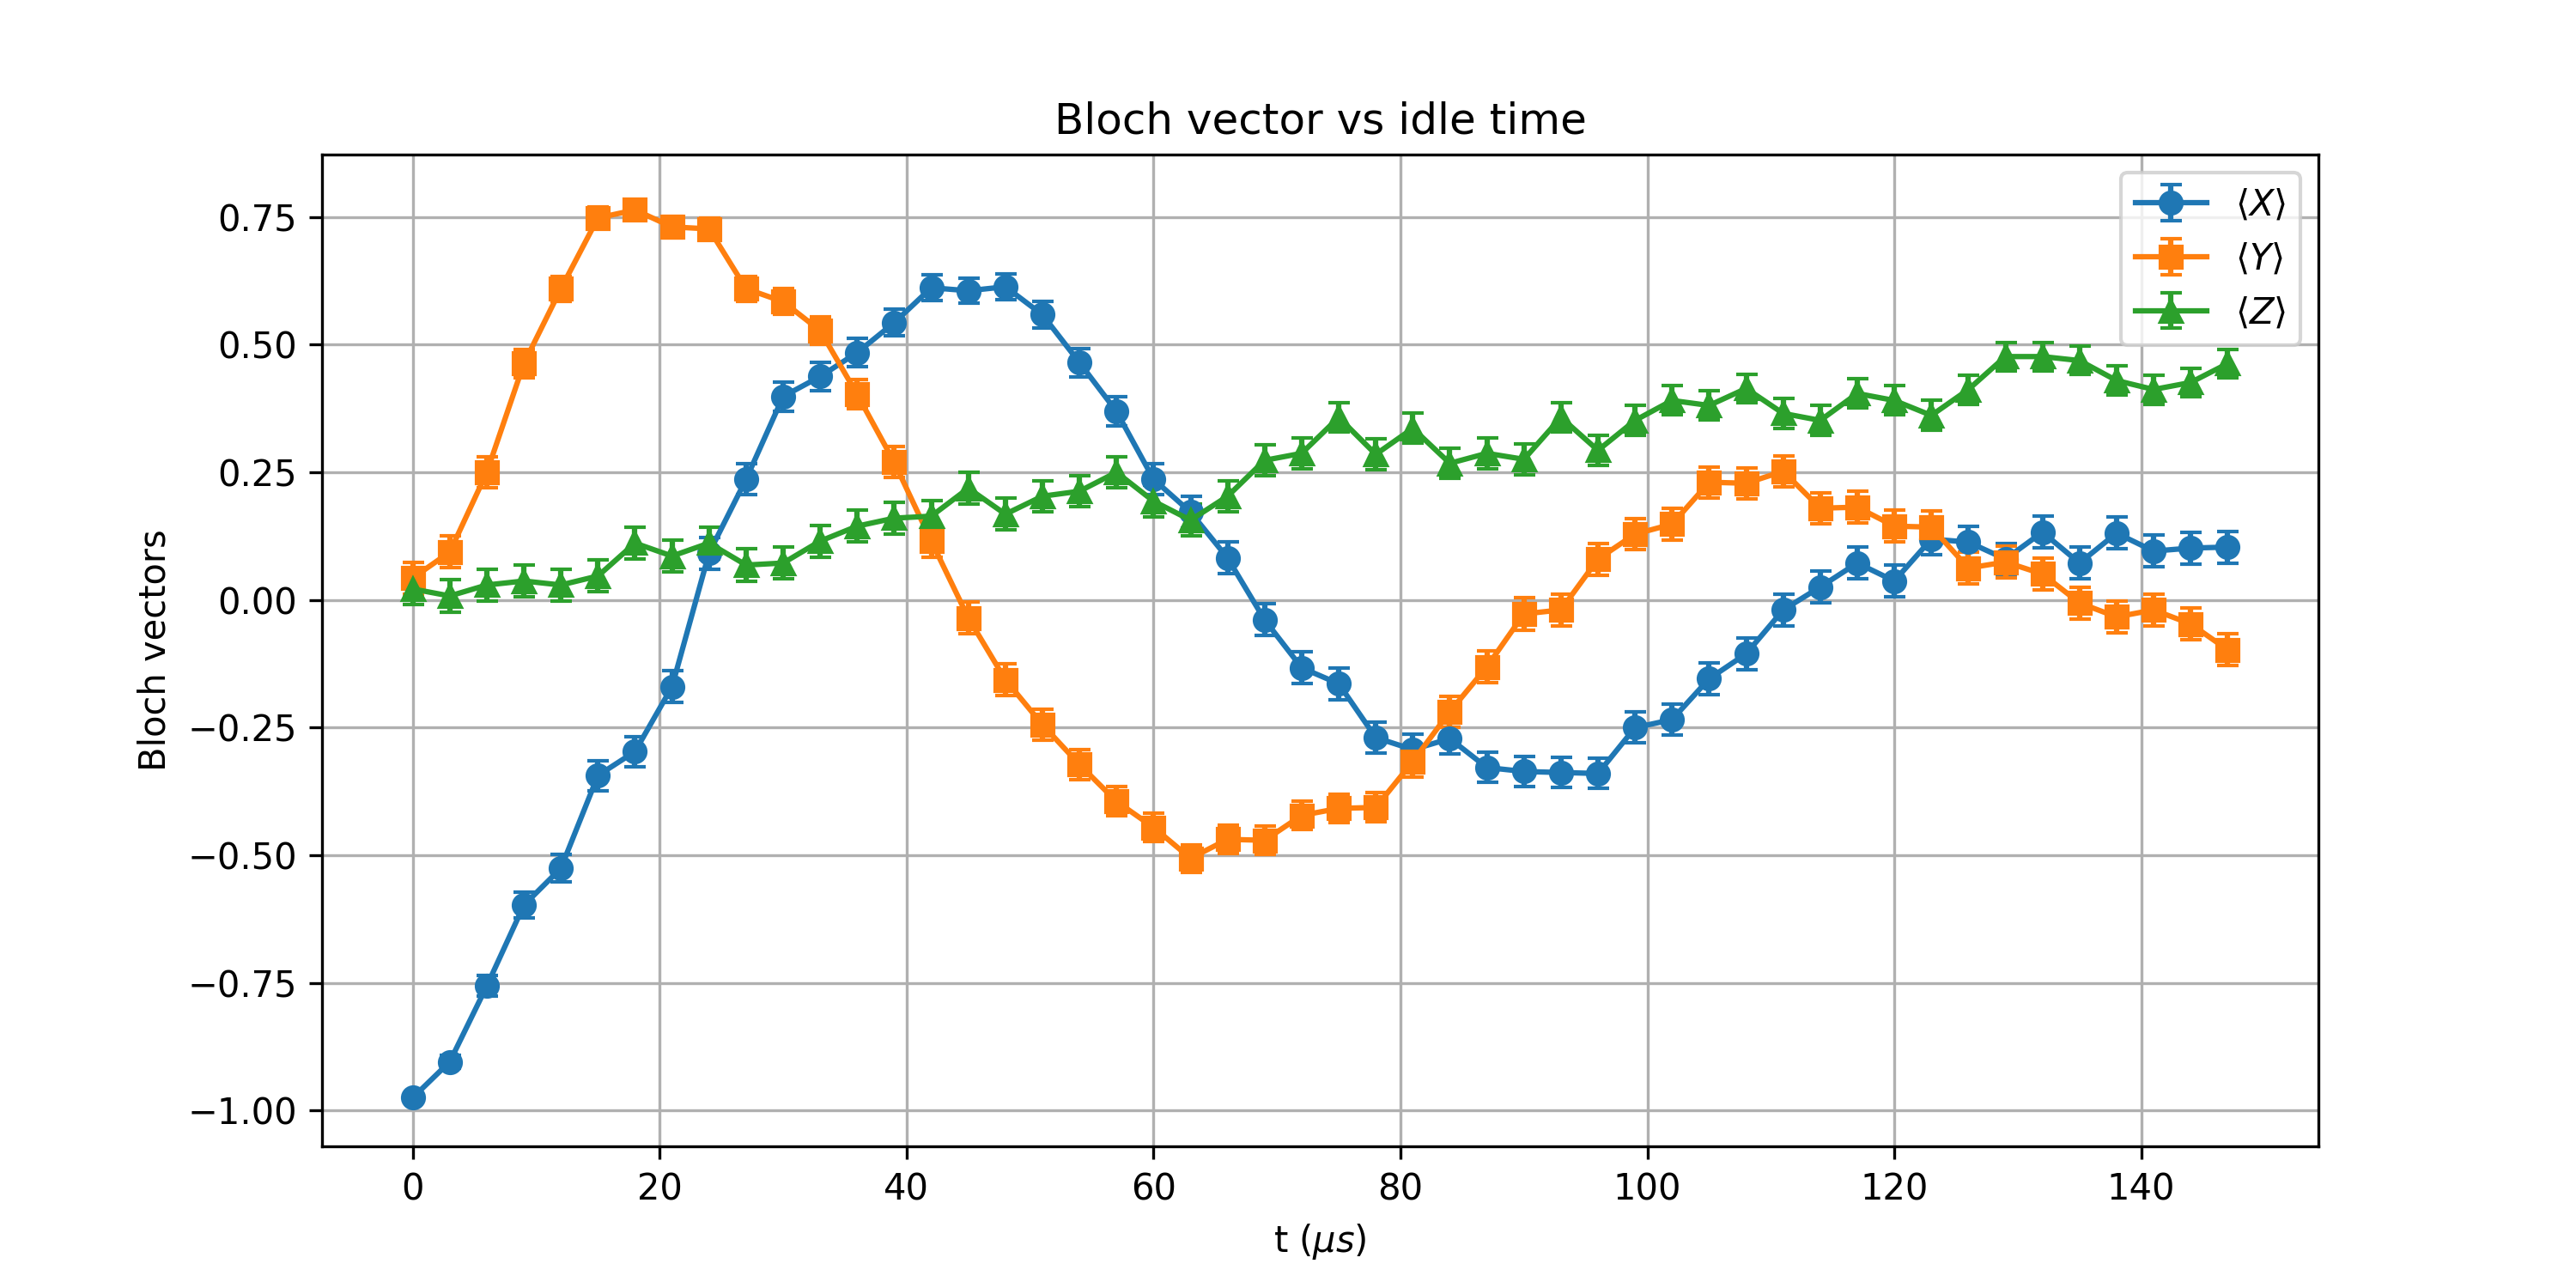 Bloch vector vs idle time
⟨X⟩
⟨Y⟩
⟨Z⟩
0.75
0.50
0.25
0.00
−0.25
−0.50
−0.75
−1.00
Bloch vectors
0 20 40 60 80 100 120 140
t (μs)